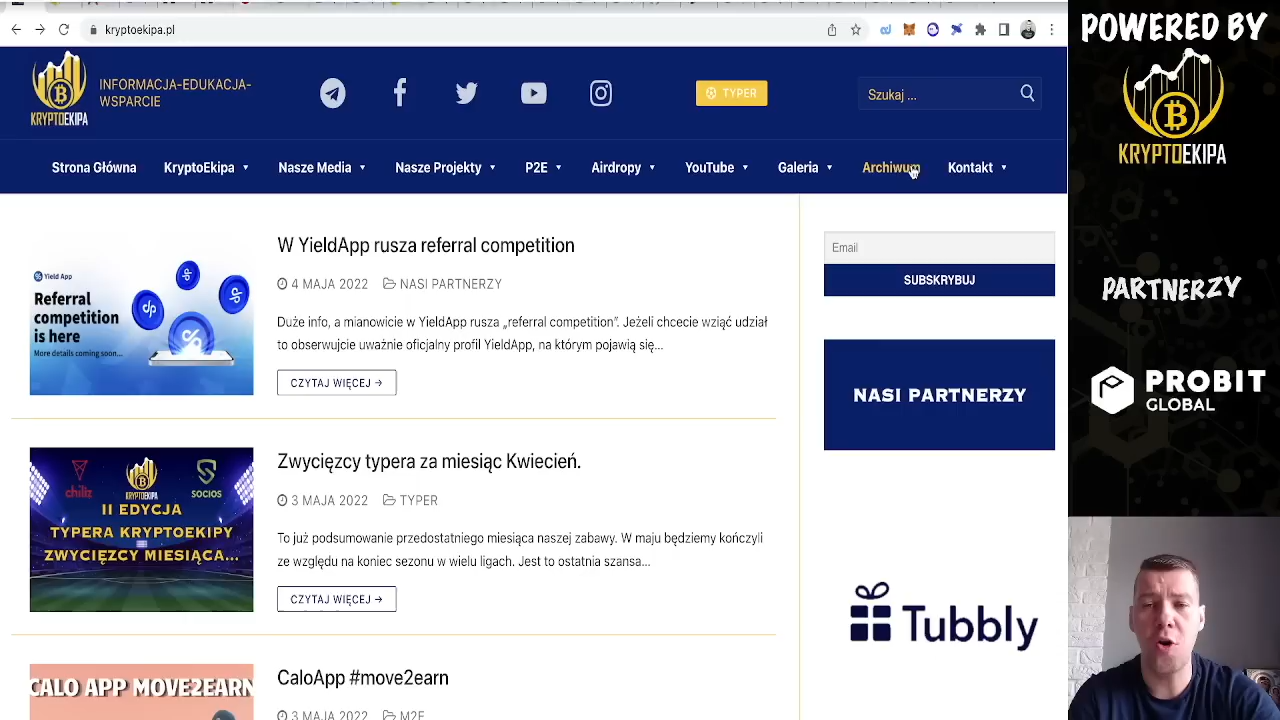 kryptoekipa.pl
KRYPTOEKIPA
INFORMACJA-EDUKACJA-
WSPARCIE
TYPER
Szukaj ...
Strona Główna KryptoEkipa Nasze Media Nasze Projekty P2E Airdropy YouTube Galeria Archiwum Kontakt
Yield App
Referral
competition
is here
More details coming soon...
W YieldApp rusza referral competition
4 MAJA 2022 NASI PARTNERZY
Duże info, a mianowicie w YieldApp rusza „referral competition”. Jeżeli chcecie wziąć udział
to obserwujcie uważnie oficjalny profil YieldApp, na którym pojawią się...
CZYTAJ WIĘCEJ →
chiliz
KRYPTOEKIPA
SOCIOS
II EDYCJA
TYPERA KRYPTOEKIPY
ZWYCIĘZCY MIESIĄCA...
Zwycięzcy typera za miesiąc Kwiecień.
3 MAJA 2022 TYPER
To już podsumowanie przedostatniego miesiąca naszej zabawy. W maju będziemy kończyli
ze względu na koniec sezonu w wielu ligach. Jest to ostatnia szansa...
CZYTAJ WIĘCEJ →
CALO APP MOVE2EARN
CaloApp #move2earn
3 MAJA 2022 M2E
Email
SUBSKRYBUJ
NASI PARTNERZY
Tubbly
POWERED BY
KRYPTOEKIPA
PARTNERZY
PROBIT
GLOBAL